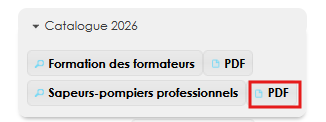 Catalogue 2026
Formation des formateurs PDF
Sapeurs-pompiers professionnels PDF